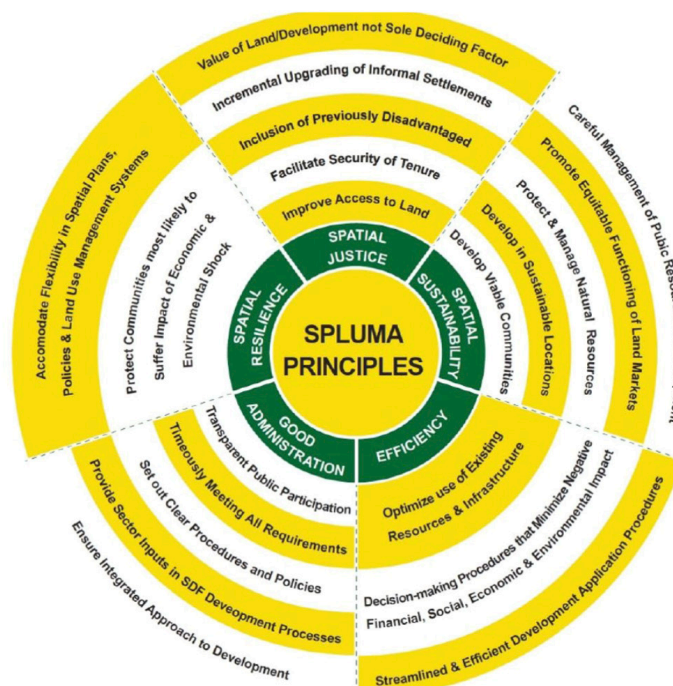 SPLUMA
PRINCIPLES
SPATIAL
JUSTICE
Improve Access to Land
Facilitate Security of Tenure
Inclusion of Previously Disadvantaged
Incremental Upgrading of Informal Settlements
Value of Land/Development not Sole Deciding Factor
SPATIAL
SUSTAINABILITY
Develop Viable Communities
Develop in Sustainable Locations
Protect & Manage Natural Resources
Promote Equitable Functioning of Land Markets
Careful Management of Pubic
EFFICIENCY
Optimize use of Existing
Resources & Infrastructure
Decision-making Procedures that Minimize Negative
Financial, Social, Economic & Environmental Impact
Streamlined & Efficient Development Application Procedures
GOOD
ADMINISTRATION
Transparent Public Participation
Timeously Meeting All Requirements
Set out Clear Procedures and Policies
Provide Sector Inputs in SDF Deveopment Processes
Ensure Integrated Approach to Development
SPATIAL
RESILIENCE
Protect Communities most likely to
Suffer Impact of Economic &
Environmental Shock
Accomodate Flexibility in Spatial Plans,
Policies & Land Use Management Systems